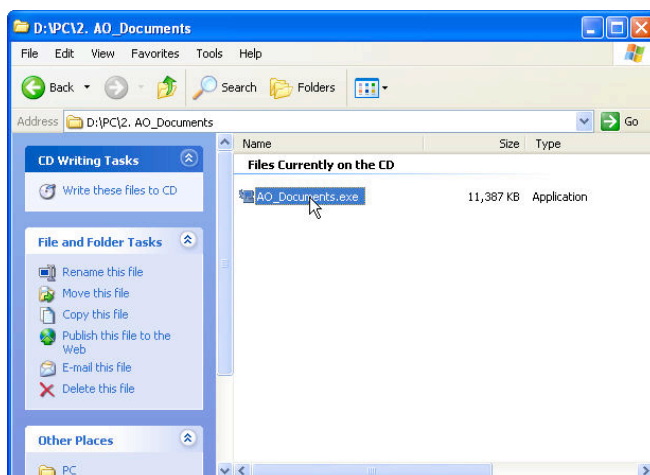 D:\PC\2. AO_Documents
File Edit View Favorites Tools Help
Back Search Folders
Address D:\PC\2. AO_Documents Go
Name Size Type
CD Writing Tasks
Files Currently on the CD
Write these files to CD
AO_Documents.exe 11,387 KB Application
File and Folder Tasks
Rename this file
Move this file
Copy this file
Publish this file to the
Web
E-mail this file
Delete this file
Other Places
PC